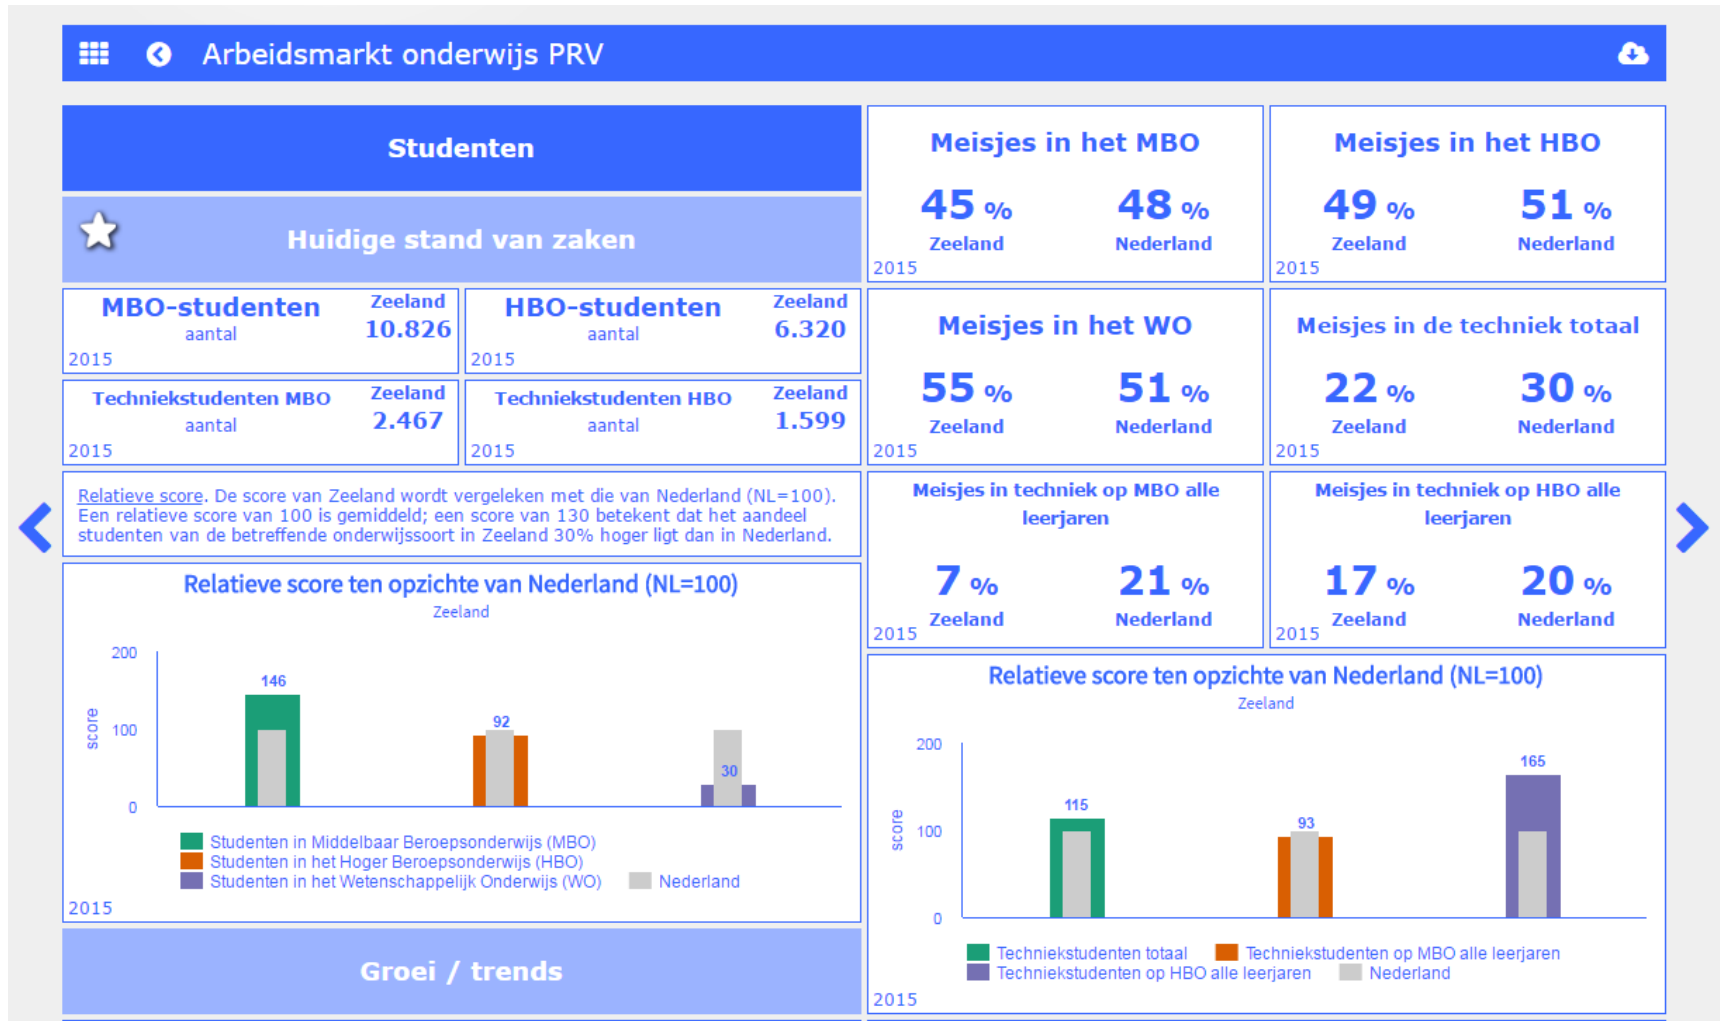 Arbeidsmarkt onderwijs PRV
Studenten
Huidige stand van zaken
MBO-studenten
aantal
Zeeland
10.826
2015
HBO-studenten
aantal
Zeeland
6.320
2015
Techniekstudenten MBO
aantal
Zeeland
2.467
2015
Techniekstudenten HBO
aantal
Zeeland
1.599
2015
Relatieve score. De score van Zeeland wordt vergeleken met die van Nederland (NL=100).
Een relatieve score van 100 is gemiddeld; een score van 130 betekent dat het aandeel
studenten van de betreffende onderwijssoort in Zeeland 30% hoger ligt dan in Nederland.
Relatieve score ten opzichte van Nederland (NL=100)
Zeeland
score
200
100
0
146
92
30
Studenten in Middelbaar Beroepsonderwijs (MBO)
Studenten in het Hoger Beroepsonderwijs (HBO)
Studenten in het Wetenschappelijk Onderwijs (WO) Nederland
2015
Groei / trends
Meisjes in het MBO
45 % 48 %
Zeeland Nederland
2015
Meisjes in het HBO
49 % 51 %
Zeeland Nederland
2015
Meisjes in het WO
55 % 51 %
Zeeland Nederland
2015
Meisjes in de techniek totaal
22 % 30 %
Zeeland Nederland
2015
Meisjes in techniek op MBO alle
leerjaren
7 % 21 %
Zeeland Nederland
2015
Meisjes in techniek op HBO alle
leerjaren
17 % 20 %
Zeeland Nederland
2015
Relatieve score ten opzichte van Nederland (NL=100)
Zeeland
score
200
100
0
115
93
165
Techniekstudenten totaal Techniekstudenten op MBO alle leerjaren
Techniekstudenten op HBO alle leerjaren Nederland
2015